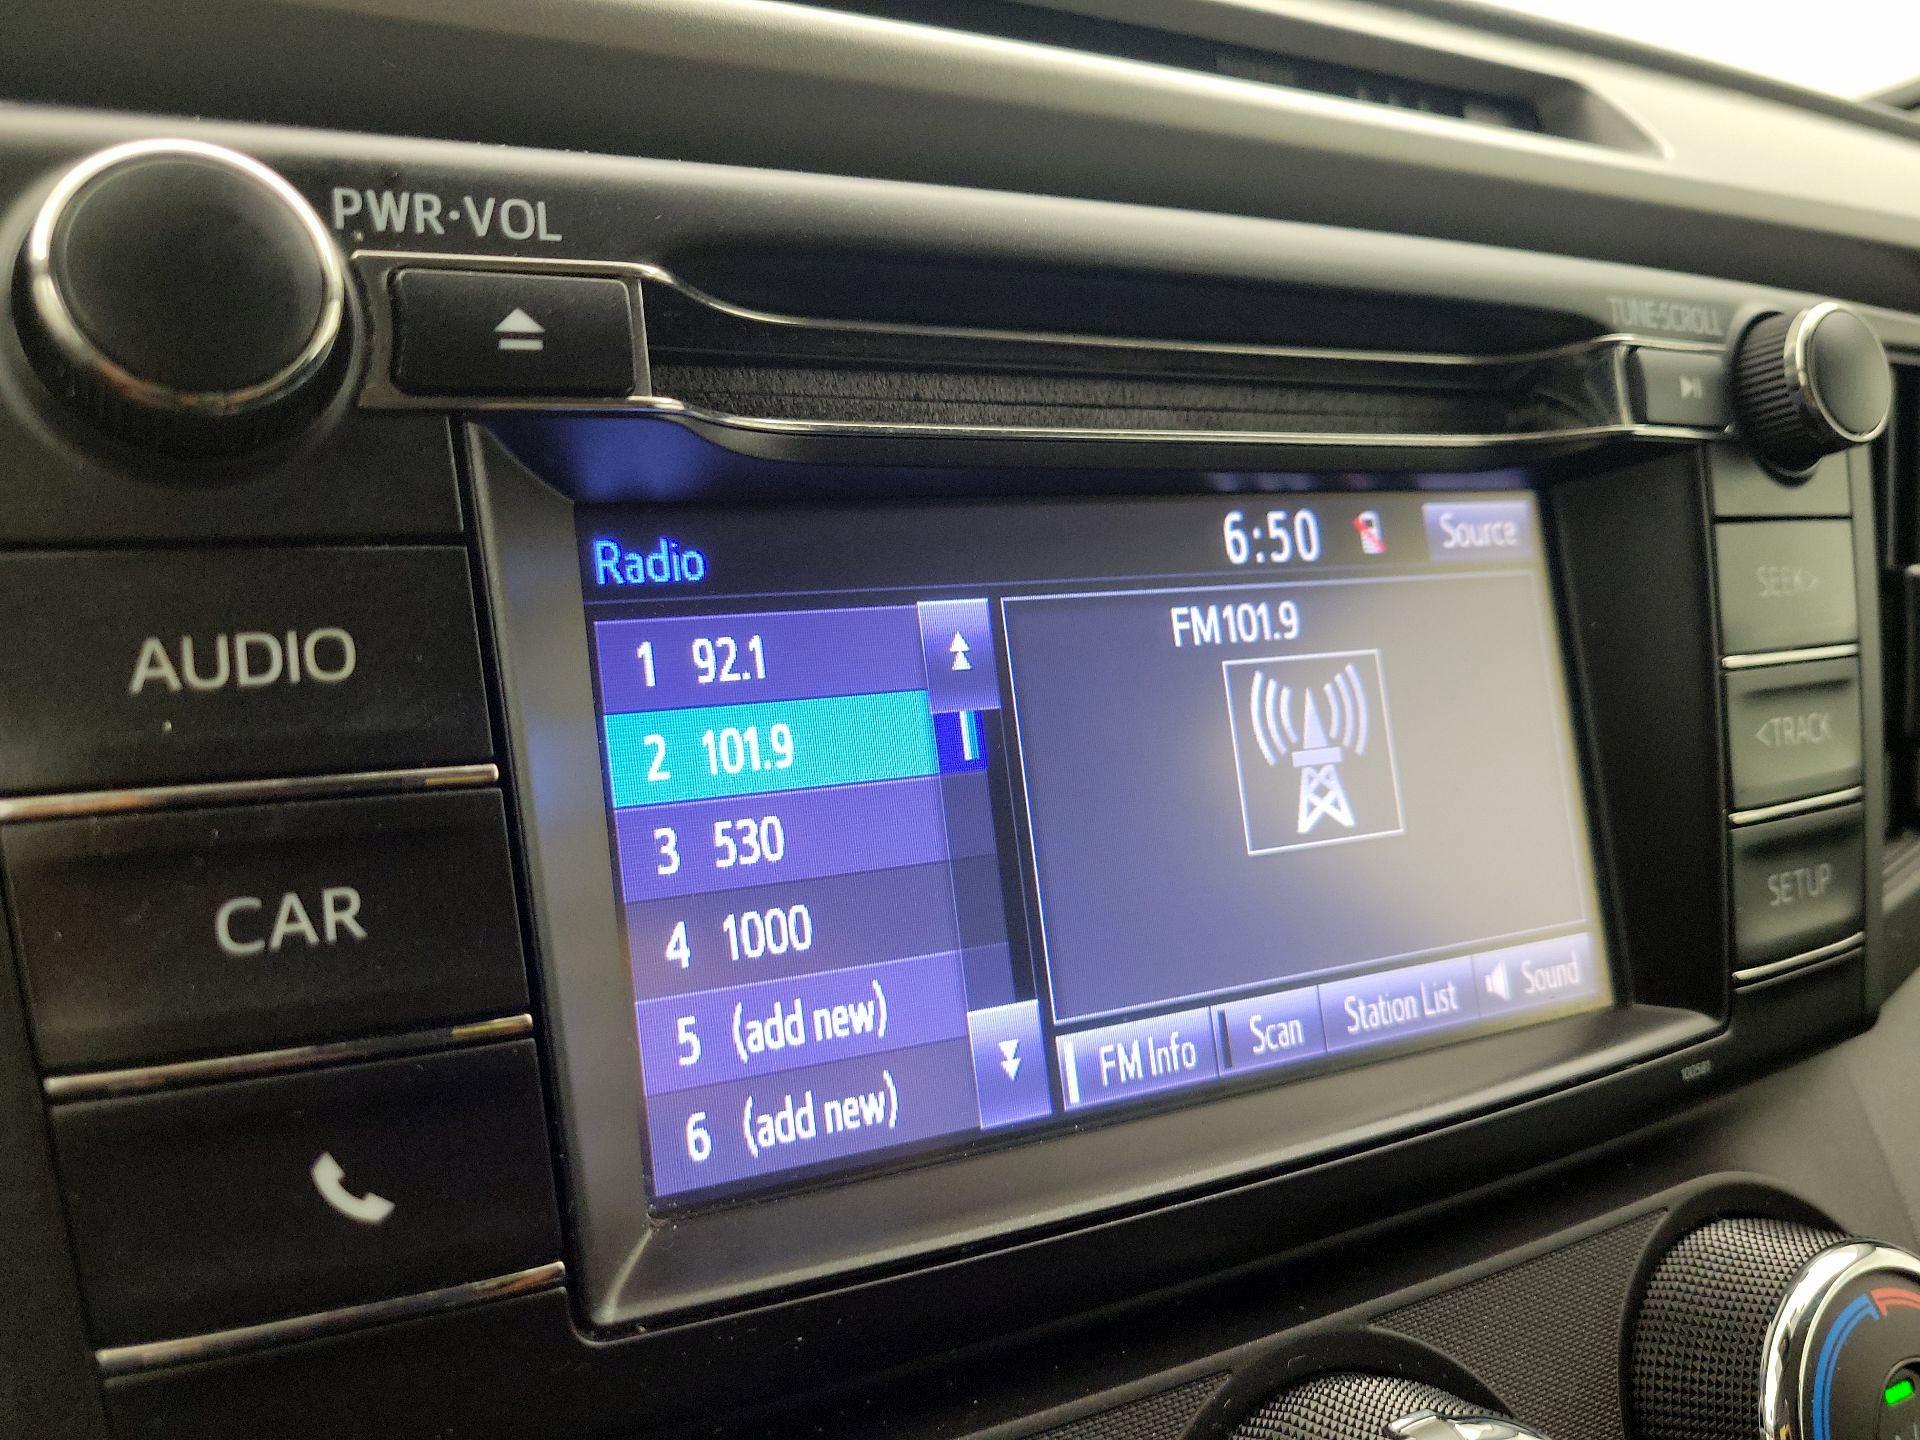 PWR·VOL
TUNE·SCROLL
AUDIO
CAR
Radio
6:50
Source
1 92.1
2 101.9
3 530
4 1000
5 (add new)
6 (add new)
FM101.9
FM Info
Scan
Station List
Sound
SEEK>
<TRACK
SETUP
100581